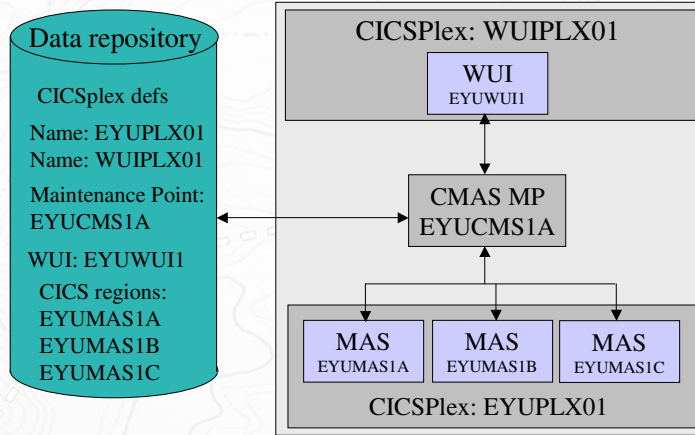 Data repository
CICSplex defs
Name: EYUPLX01
Name: WUIPLX01
Maintenance Point:
EYUCMS1A
WUI: EYUWUI1
CICS regions:
EYUMAS1A
EYUMAS1B
EYUMAS1C
CICSPlex: WUIPLX01
WUI
EYUWUI1
CMAS MP
EYUCMS1A
MAS
EYUMAS1A
MAS
EYUMAS1B
MAS
EYUMAS1C
CICSPlex: EYUPLX01